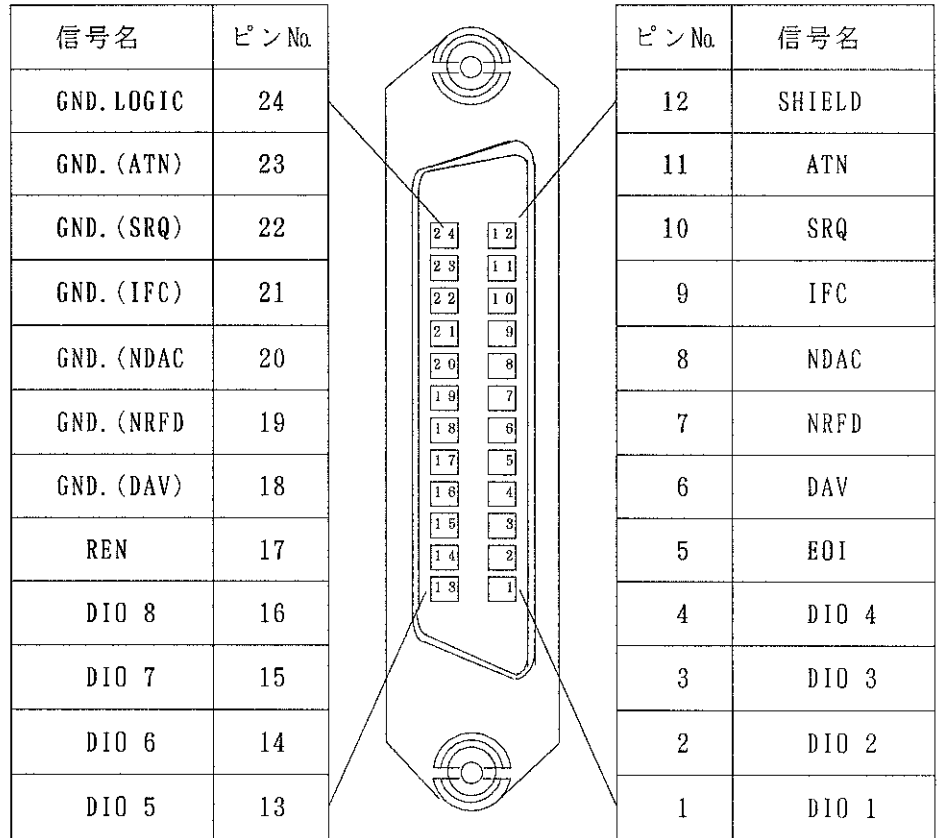 信号名 ピンNo.
GND.LOGIC 24
GND.(ATN) 23
GND.(SRQ) 22
GND.(IFC) 21
GND.(NDAC 20
GND.(NRFD 19
GND.(DAV) 18
REN 17
DIO 8 16
DIO 7 15
DIO 6 14
DIO 5 13
24 12
23 11
22 10
21 9
20 8
19 7
18 6
17 5
16 4
15 3
14 2
13 1
ピンNo. 信号名
12 SHIELD
11 ATN
10 SRQ
9 IFC
8 NDAC
7 NRFD
6 DAV
5 EOI
4 DIO 4
3 DIO 3
2 DIO 2
1 DIO 1